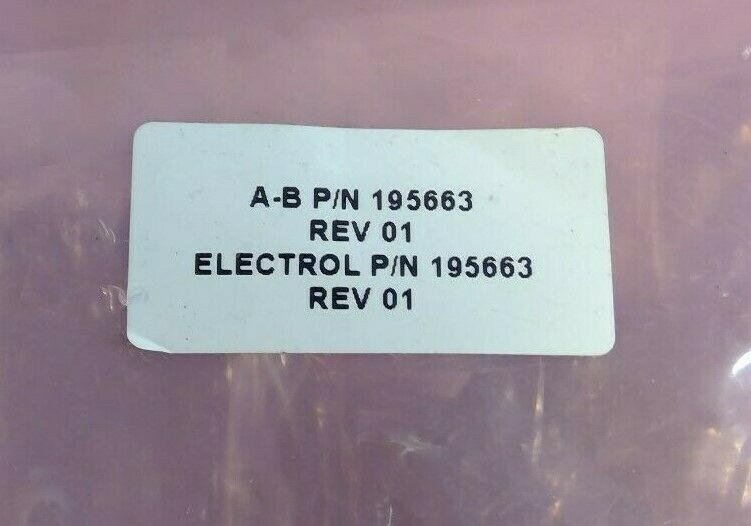 A-B P/N 195663
REV 01
ELECTROL P/N 195663
REV 01